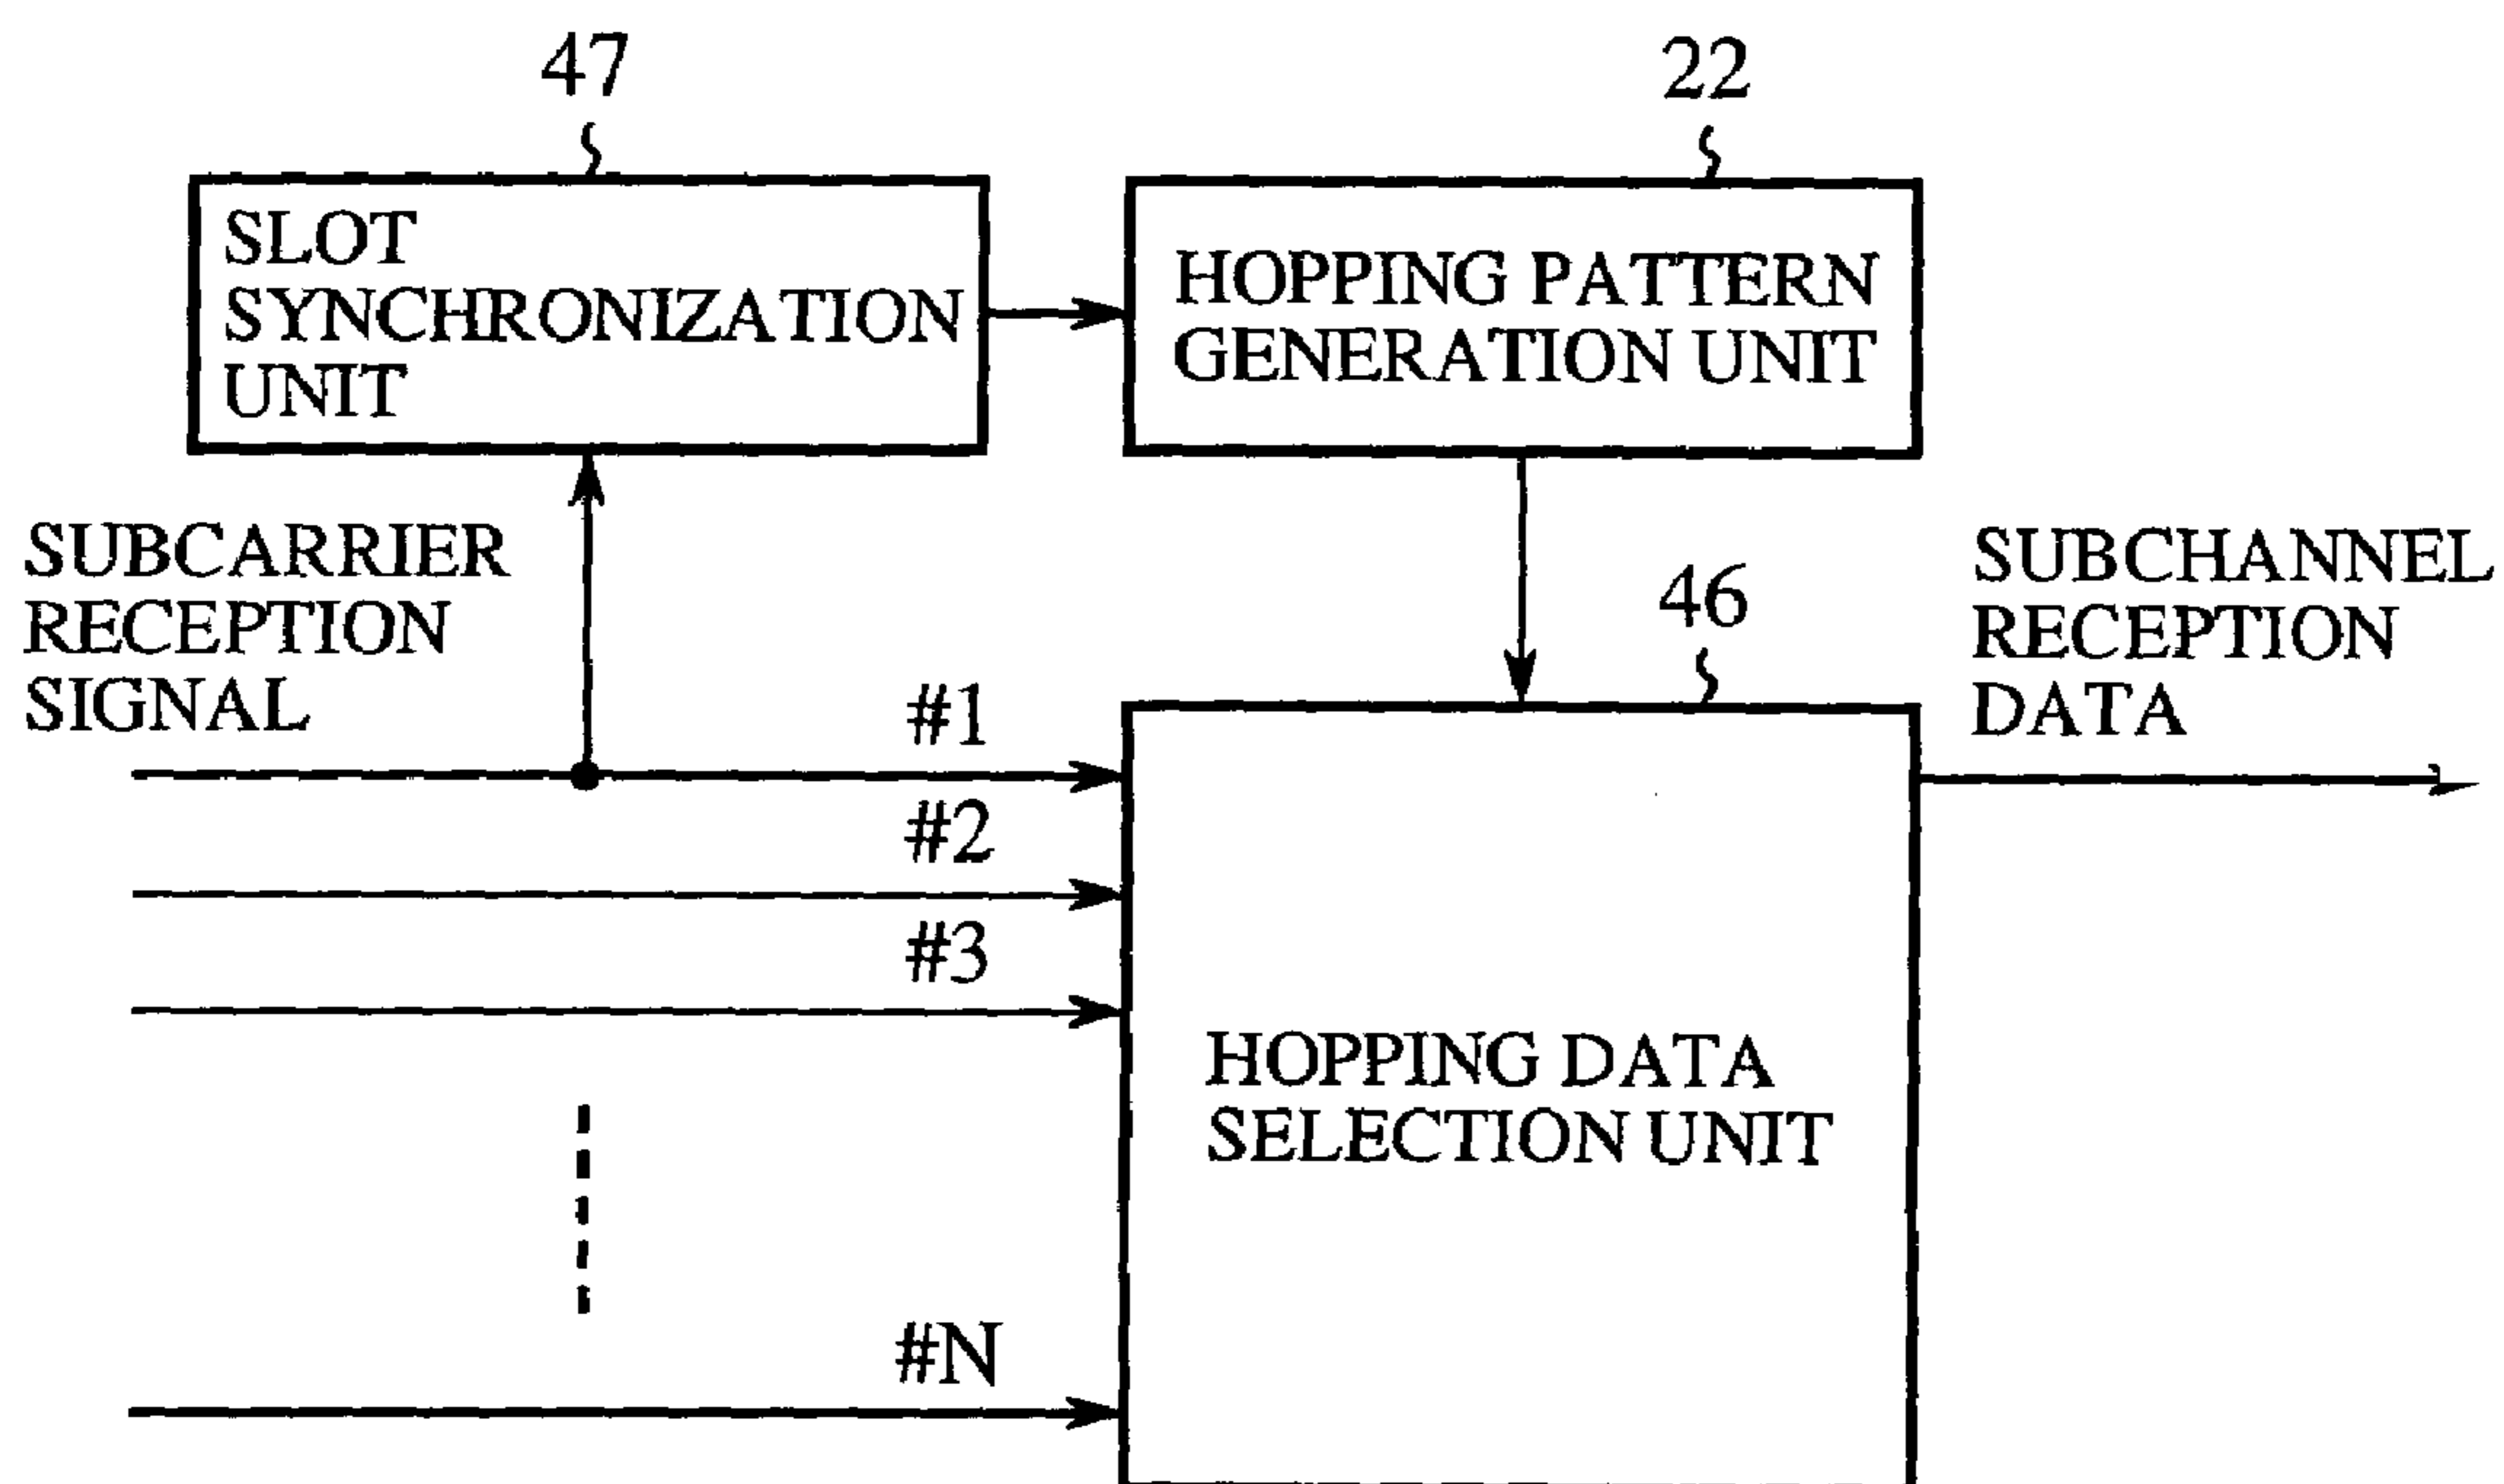 47
22
SLOT
SYNCHRONIZATION
UNIT
HOPPING PATTERN
GENERATION UNIT
SUBCARRIER
RECEPTION
SIGNAL
46
SUBCHANNEL
RECEPTION
DATA
#1
#2
#3
#N
HOPPING DATA
SELECTION UNIT